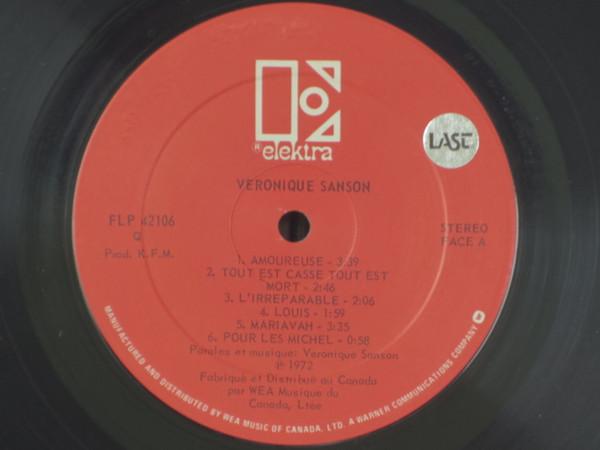 elektra
LAST
VERONIQUE SANSON
FLP 42106
Q
Prod. K.F.M.
STEREO
FACE A
1. AMOUREUSE - 3:39
2. TOUT EST CASSE TOUT EST
MORT - 2:46
3. L'IRREPARABLE - 2:06
4. LOUIS - 1:59
5. MARIAVAH - 3:35
6. POUR LES MICHEL - 0:58
Paroles et musique: Veronique Sanson
℗ 1972
Fabriqué et Distribué au Canada
par WEA Musique du
Canada, Ltée
MANUFACTURED AND DISTRIBUTED BY WEA MUSIC OF CANADA, LTD. A WARNER COMMUNICATIONS COMPANY